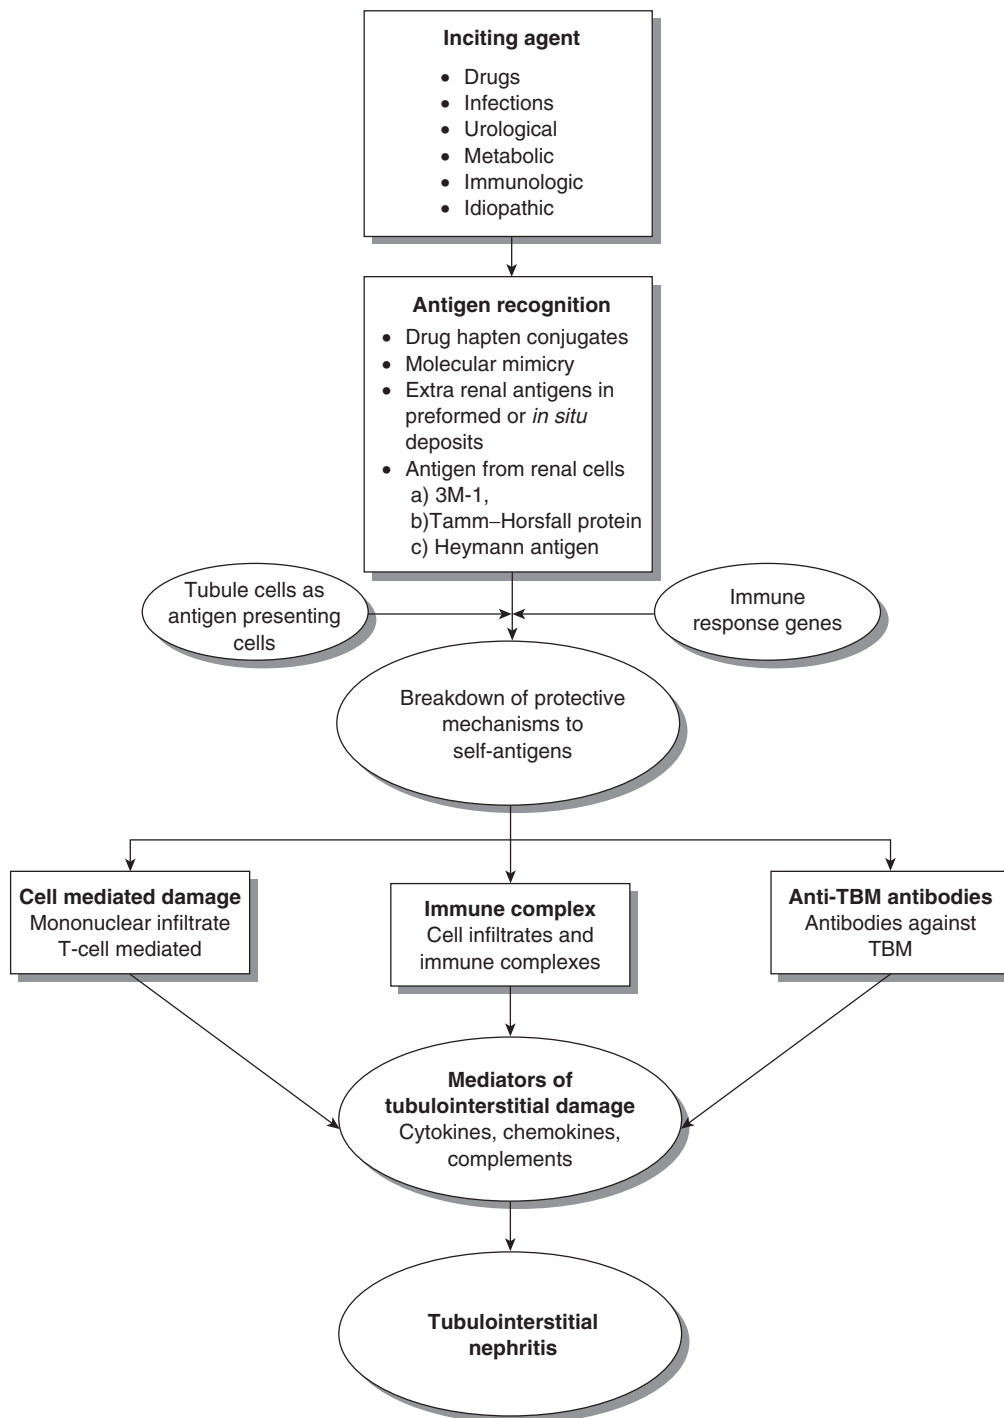 Inciting agent
• Drugs
• Infections
• Urological
• Metabolic
• Immunologic
• Idiopathic
Antigen recognition
• Drug hapten conjugates
• Molecular mimicry
• Extra renal antigens in
preformed or in situ
deposits
• Antigen from renal cells
a) 3M-1,
b)Tamm–Horsfall protein
c) Heymann antigen
Tubule cells as
antigen presenting
cells
Immune
response genes
Breakdown of protective
mechanisms to
self-antigens
Cell mediated damage
Mononuclear infiltrate
T-cell mediated
Immune complex
Cell infiltrates and
immune complexes
Anti-TBM antibodies
Antibodies against
TBM
Mediators of
tubulointerstitial damage
Cytokines, chemokines,
complements
Tubulointerstitial
nephritis